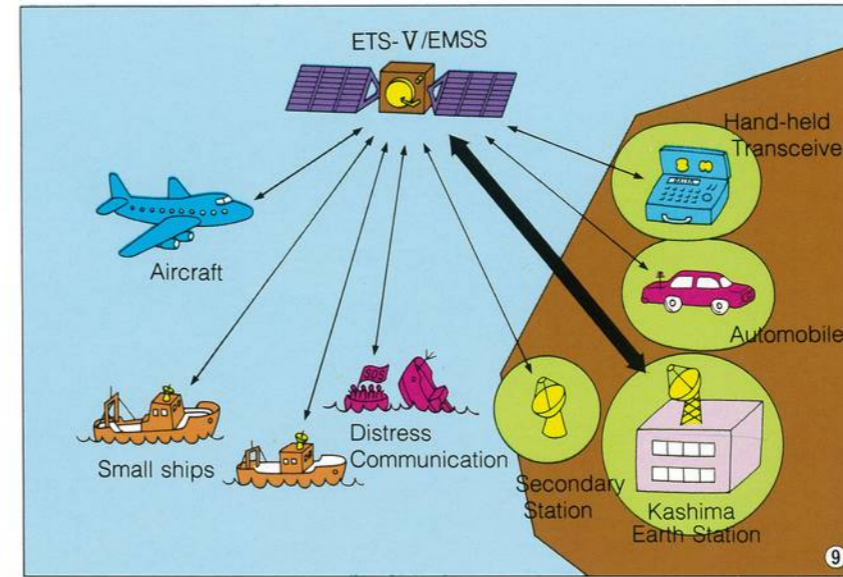 ETS-V/EMSS
Hand-held
Transceive
Aircraft
Automobile
SOS
Distress
Communication
Small ships
Secondary
Station
Kashima
Earth Station
9